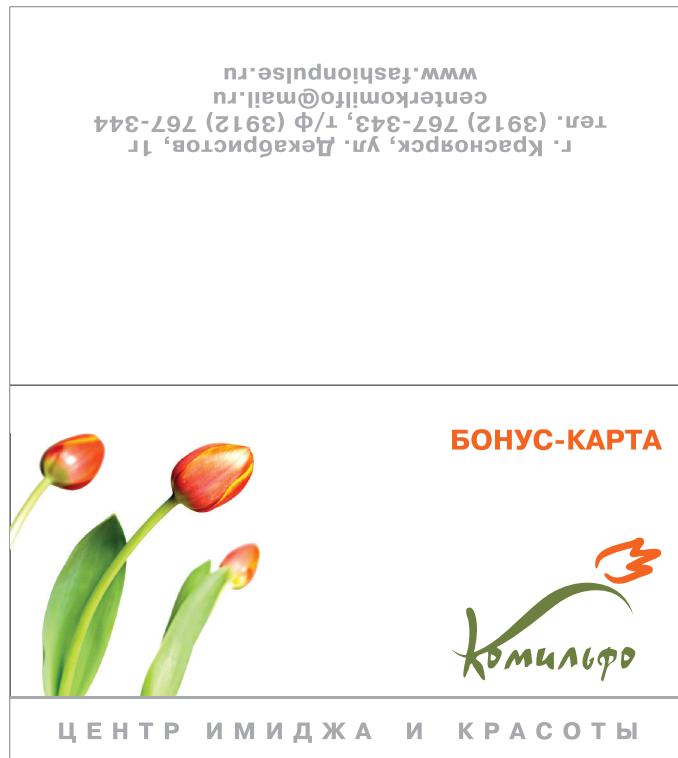 г. Красноярск, ул. Декабристов, 1г
тел. (3912) 767-343, т/ф (3912) 767-344
centerkomilfo@mail.ru
www.fashionpulse.ru
БОНУС-КАРТА
Комильфо
ЦЕНТР ИМИДЖА И КРАСОТЫ